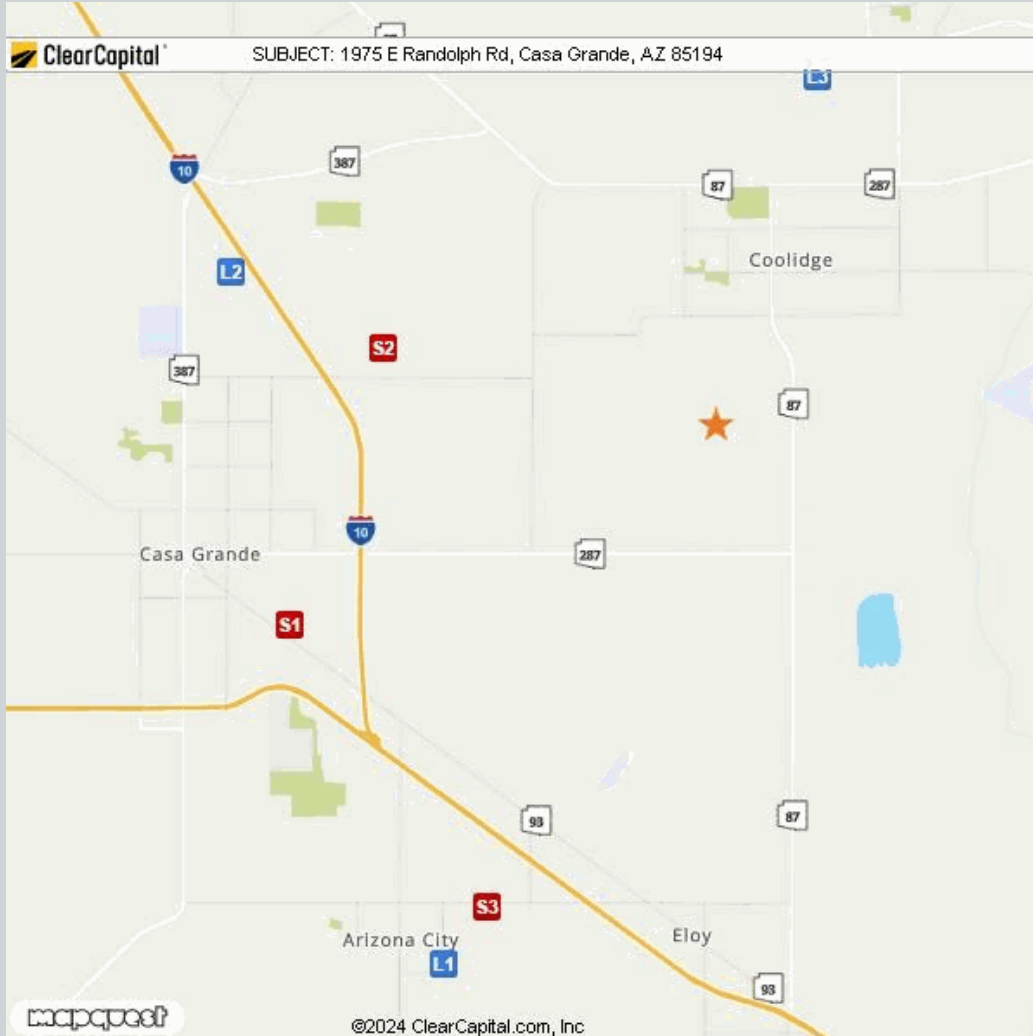 ClearCapital
SUBJECT: 1975 E Randolph Rd, Casa Grande, AZ 85194
L3
10
387
87
287
Coolidge
L2
S2
387
87
10
Casa Grande
287
S1
93
87
S3
Arizona City
Eloy
L1
93
mapquest
©2024 ClearCapital.com, Inc